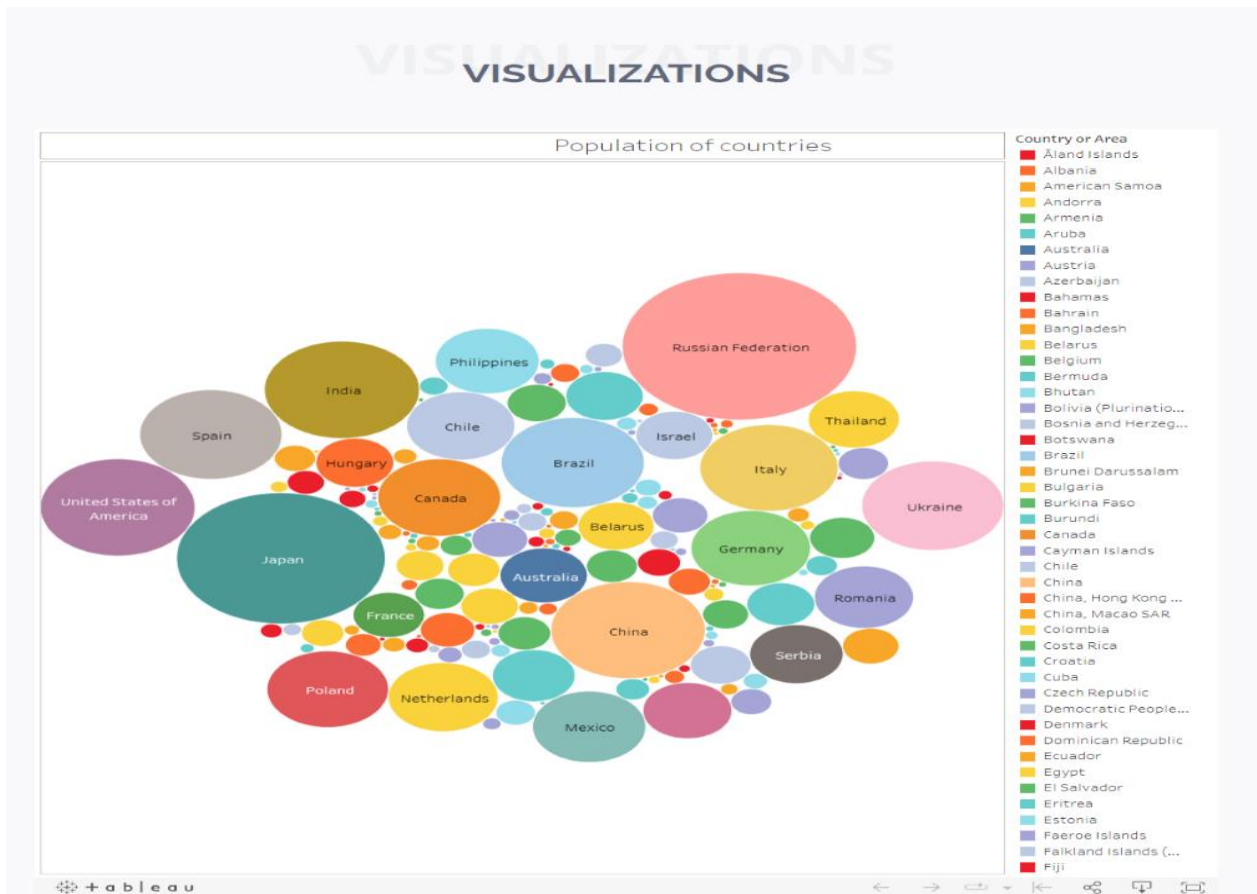 VISUALIZATIONS
VISUALIZATIONS
Population of countries
Russian Federation
Philippines
India
Thailand
Chile
Spain
Israel
Brazil
Hungary
Italy
Canada
United States of
America
Ukraine
Belarus
Germany
Japan
Australia
Romania
France
China
Serbia
Poland
Netherlands
Mexico
Country or Area
Åland Islands
Albania
American Samoa
Andorra
Armenia
Aruba
Australia
Austria
Azerbaijan
Bahamas
Bahrain
Bangladesh
Belarus
Belgium
Bermuda
Bhutan
Bolivia (Plurinatio...
Bosnia and Herzeg...
Botswana
Brazil
Brunei Darussalam
Bulgaria
Burkina Faso
Burundi
Canada
Cayman Islands
Chile
China
China, Hong Kong ...
China, Macao SAR
Colombia
Costa Rica
Croatia
Cuba
Czech Republic
Democratic People...
Denmark
Dominican Republic
Ecuador
Egypt
El Salvador
Eritrea
Estonia
Faeroe Islands
Falkland Islands (...
Fiji
+ a b | e a u